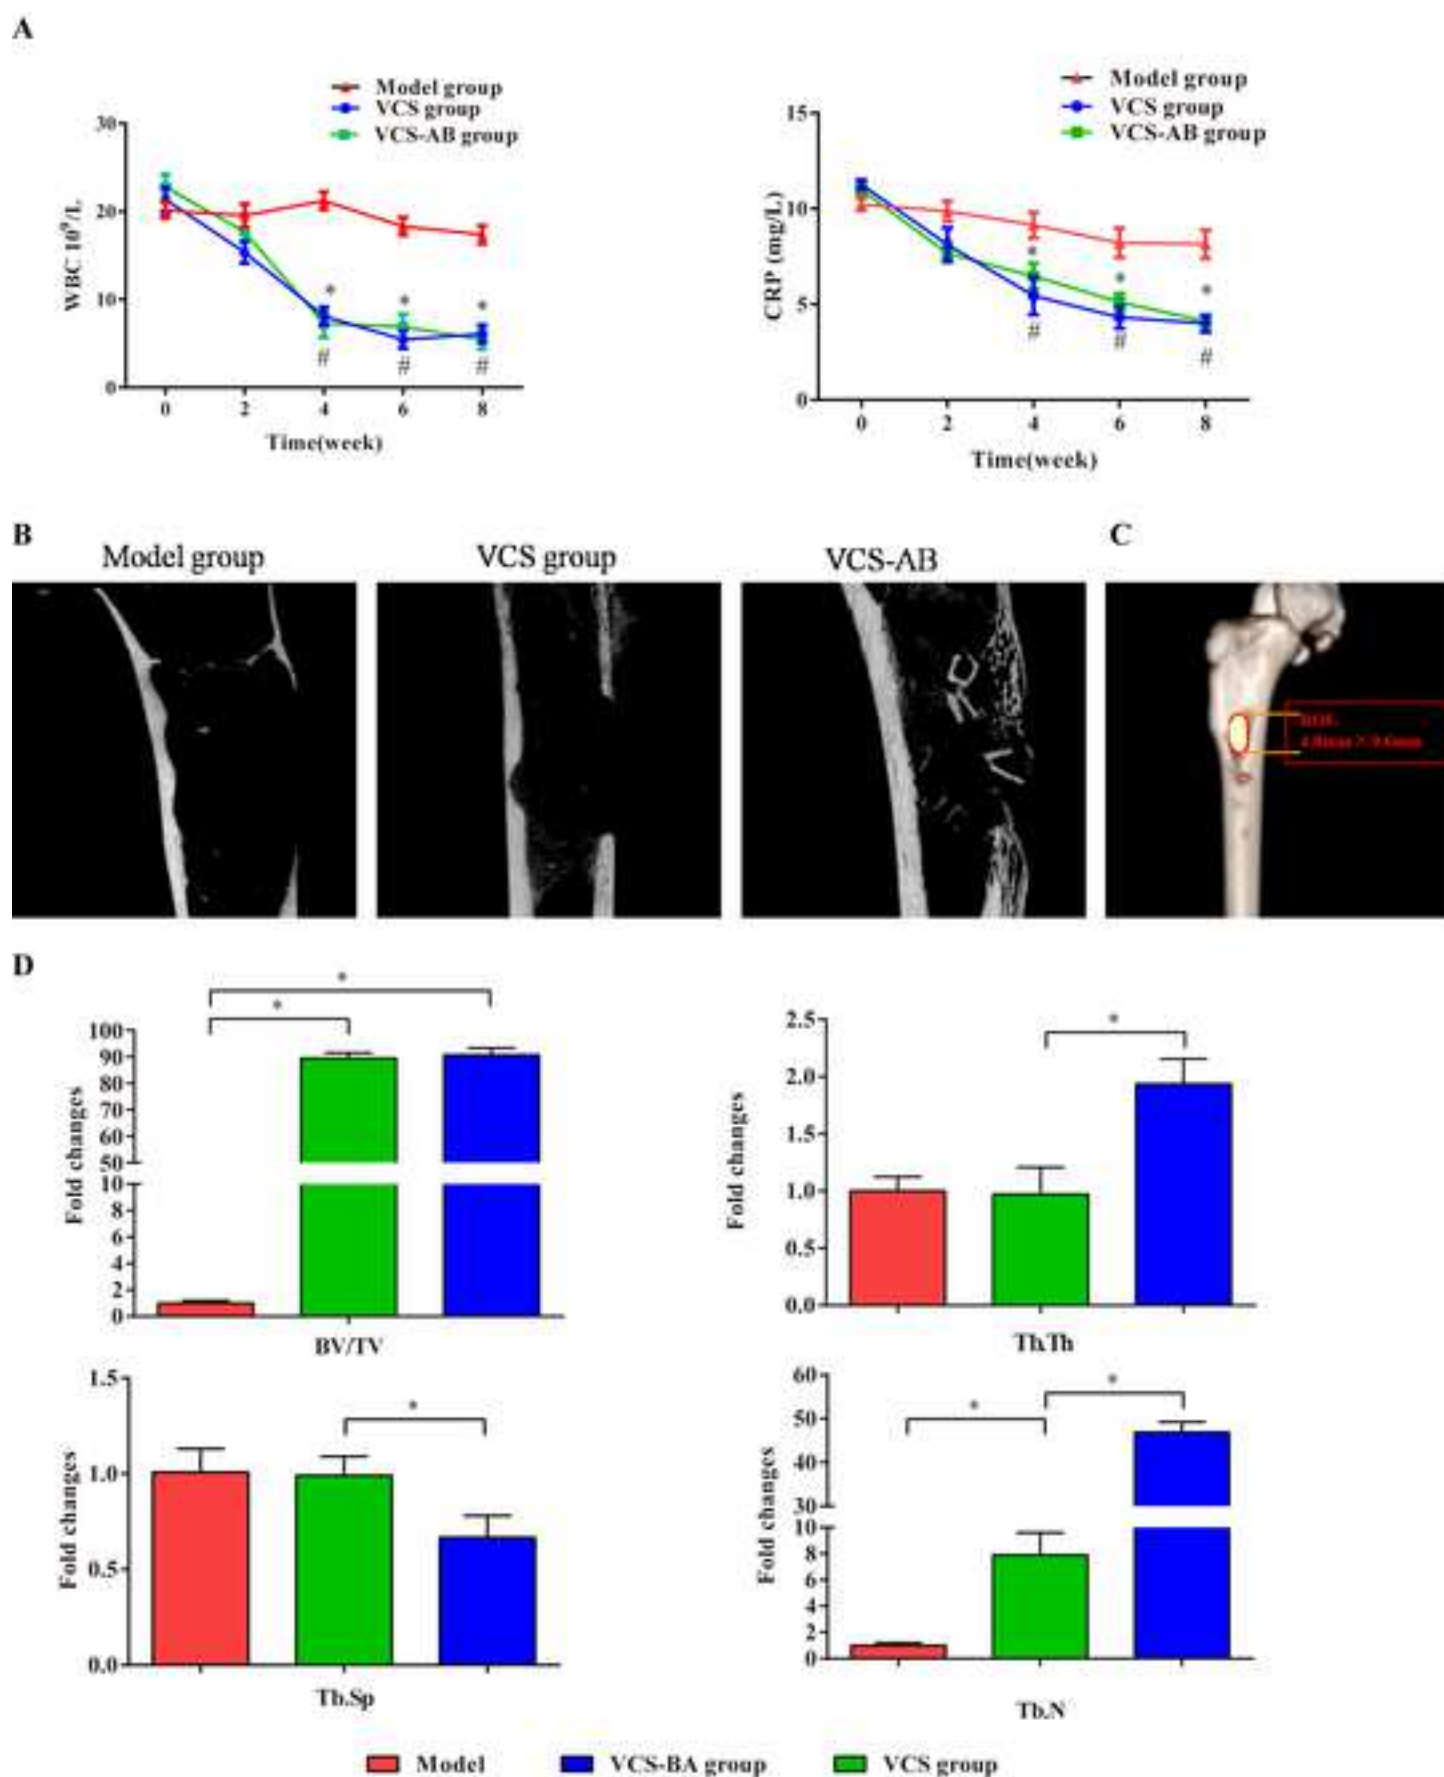 A
Model group
VCS group
VCS-AB group
30
20
10
0
WBC 10⁹/L
*
*
*
#
#
#
0 2 4 6 8
Time(week)
Model group
VCS group
VCS-AB group
15
10
5
0
CRP (mg/L)
*
*
*
#
#
#
0 2 4 6 8
Time(week)
B
Model group
VCS group
VCS-AB
C
D
*
*
100
90
80
70
60
50
10
8
6
4
2
0
Fold changes
BV/TV
*
2.5
2.0
1.5
1.0
0.5
0.0
Fold changes
Tb.Th
*
1.5
1.0
0.5
0.0
Fold changes
Tb.Sp
*
*
60
50
40
30
10
8
6
4
2
0
Fold changes
Tb.N
Model
VCS-BA group
VCS group